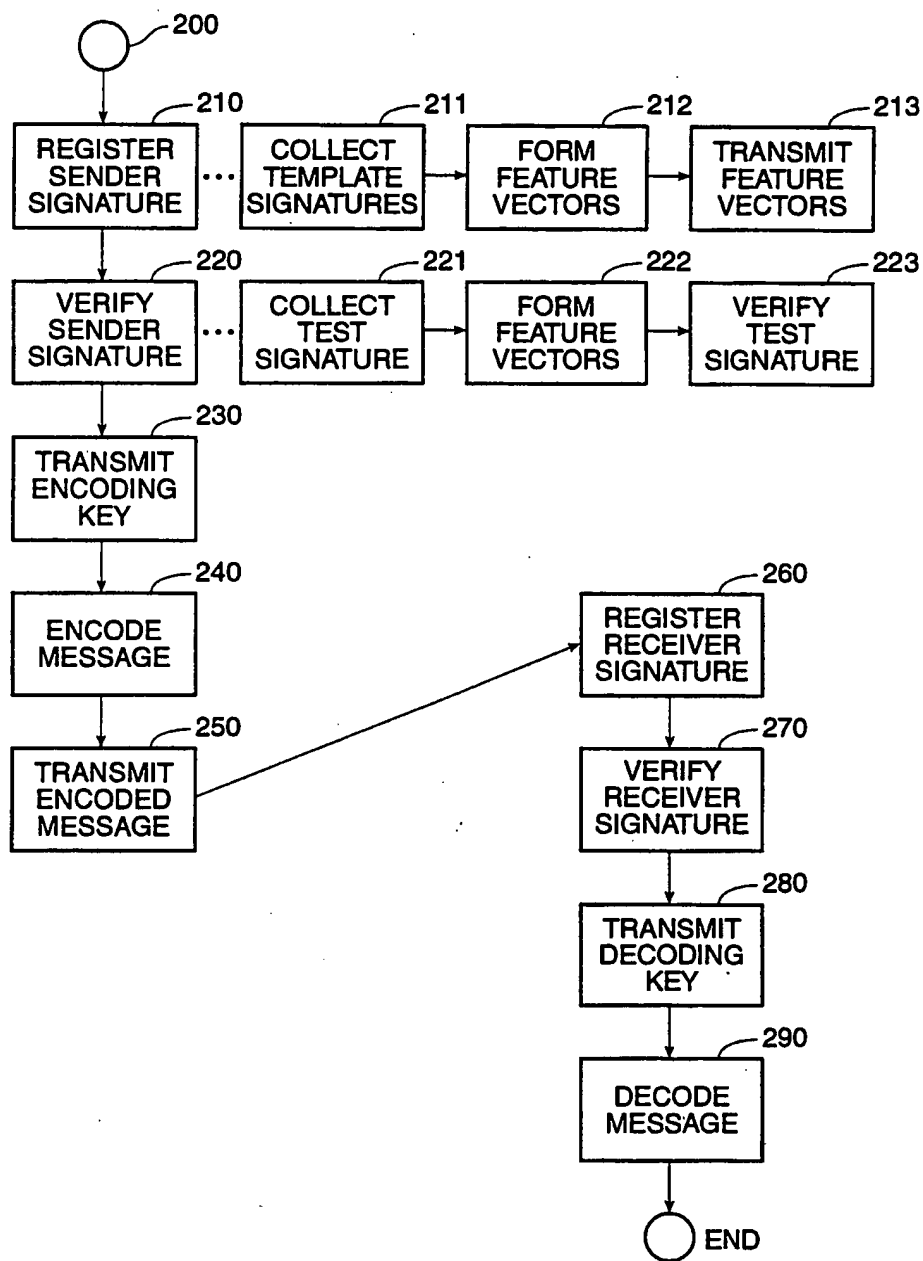 200
210
REGISTER
SENDER
SIGNATURE
...
211
COLLECT
TEMPLATE
SIGNATURES
212
FORM
FEATURE
VECTORS
213
TRANSMIT
FEATURE
VECTORS
220
VERIFY
SENDER
SIGNATURE
...
221
COLLECT
TEST
SIGNATURE
222
FORM
FEATURE
VECTORS
223
VERIFY
TEST
SIGNATURE
230
TRANSMIT
ENCODING
KEY
240
ENCODE
MESSAGE
250
TRANSMIT
ENCODED
MESSAGE
260
REGISTER
RECEIVER
SIGNATURE
270
VERIFY
RECEIVER
SIGNATURE
280
TRANSMIT
DECODING
KEY
290
DECODE
MESSAGE
END